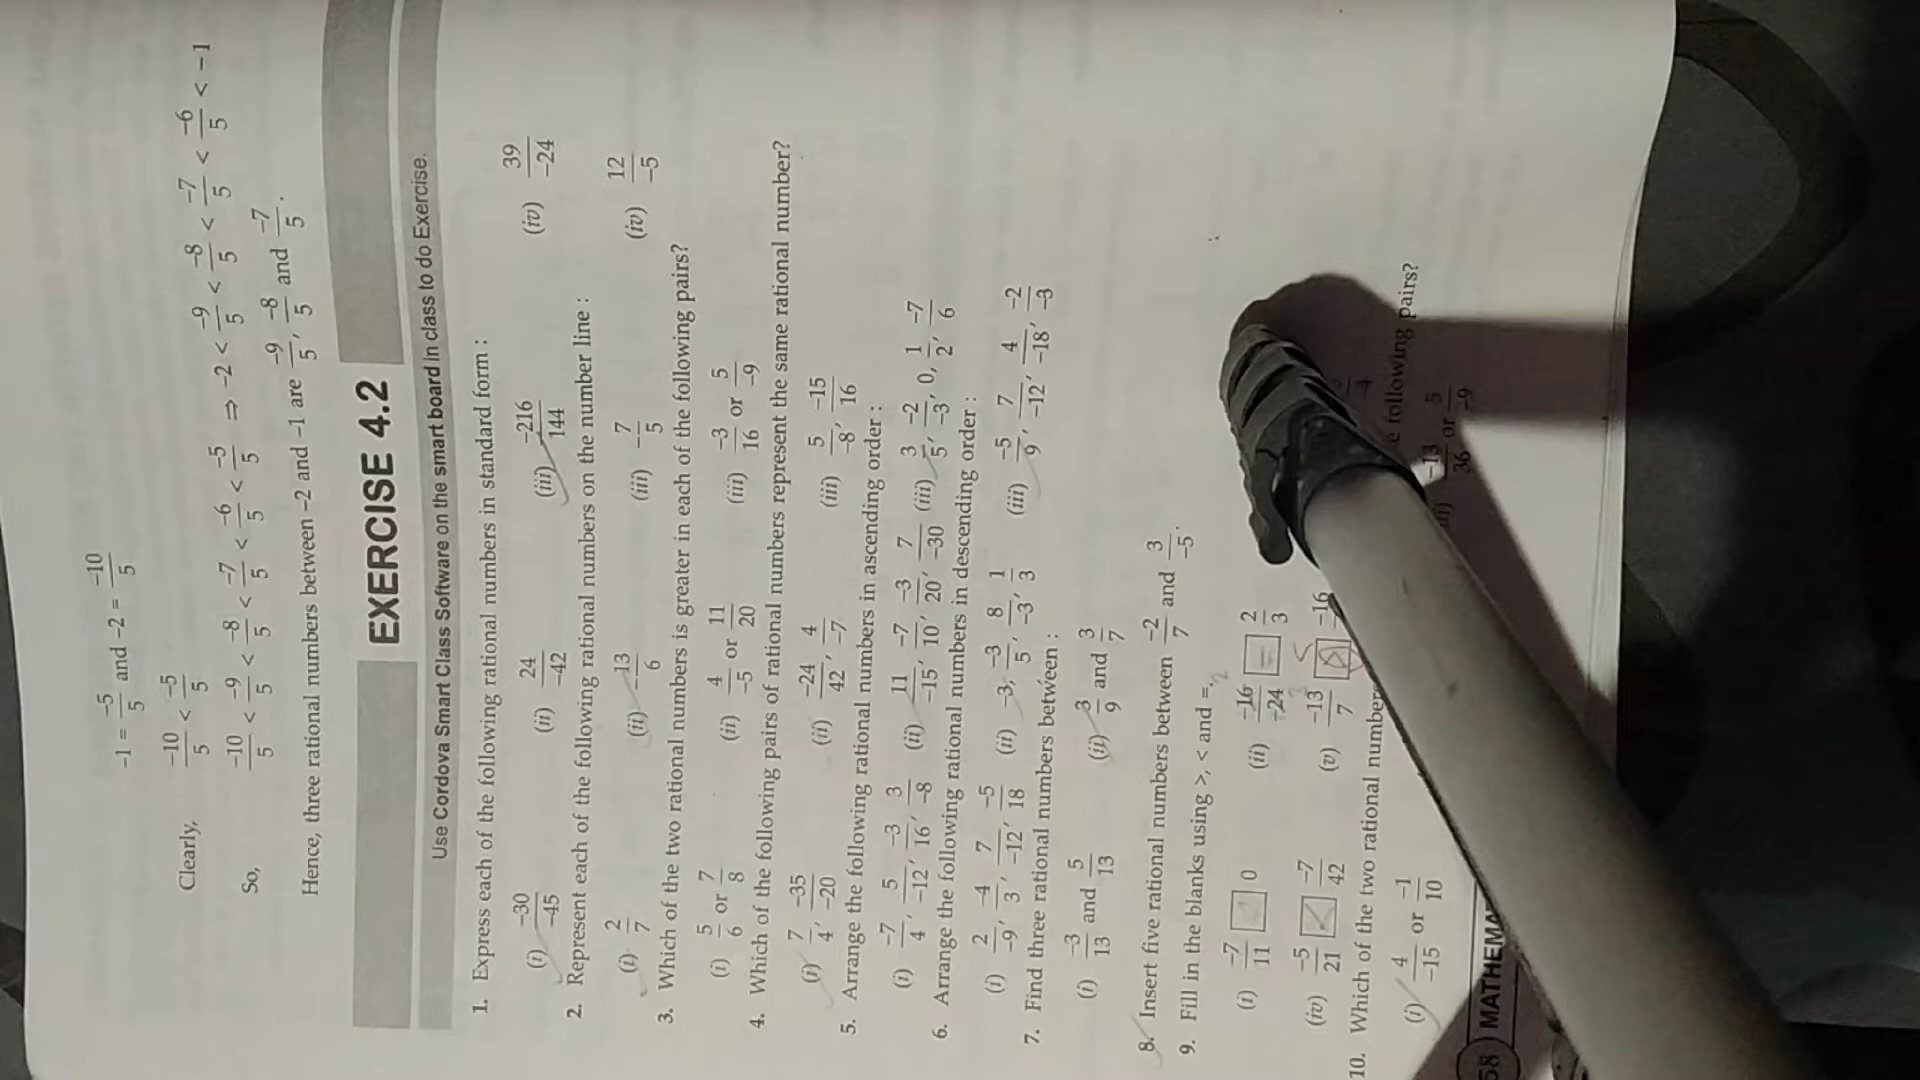 -1 = -5/5 and -2 = -10/5
Clearly, -10/5 < -5/5
So, -10/5 < -9/5 < -8/5 < -7/5 < -6/5 < -5/5 ⇒ -2 < -9/5 < -8/5 < -7/5 < -6/5 < -1
Hence, three rational numbers between -2 and -1 are -9/5, -8/5 and -7/5.
EXERCISE 4.2
Use Cordova Smart Class Software on the smart board in class to do Exercise.
1. Express each of the following rational numbers in standard form :
(i) -30/-45 (ii) 24/-42 (iii) -216/144 (iv) 39/-24
2. Represent each of the following rational numbers on the number line :
(i) 2/7 (ii) -13/6 (iii) -7/5 (iv) 12/-5
3. Which of the two rational numbers is greater in each of the following pairs?
(i) 5/6 or 7/8 (ii) 4/-5 or 11/20 (iii) -3/16 or 5/-9
4. Which of the following pairs of rational numbers represent the same rational number?
(i) 7/4, -35/-20 (ii) -24/42, 4/-7 (iii) 5/-8, -15/16
5. Arrange the following rational numbers in ascending order :
(i) -7/4, 5/-12, -3/16, 3/-8 (ii) 11/-15, -7/10, -3/20, 7/-30 (iii) 3/5, -2/-3, 0, 1/2, -7/6
6. Arrange the following rational numbers in descending order :
(i) 2/-9, -4/3, 7/-12, -5/18 (ii) -3, -3/5, 8/-3, 1/3 (iii) -5/9, 7/-12, 4/-18, -2/-3
7. Find three rational numbers between :
(i) -3/13 and 5/13 (ii) 3/9 and 3/7
8. Insert five rational numbers between -2/7 and 3/-5.
9. Fill in the blanks using >, < and =.
(i) -7/11 < 0 (ii) -16/-24 = 2/3
(iv) -5/21 < -7/42 (v) -13/7 -16
10. Which of the two rational numbers e following pairs?
(i) 4/-15 or -1/10 -13/36 or 5/-9
58 MATHEMA